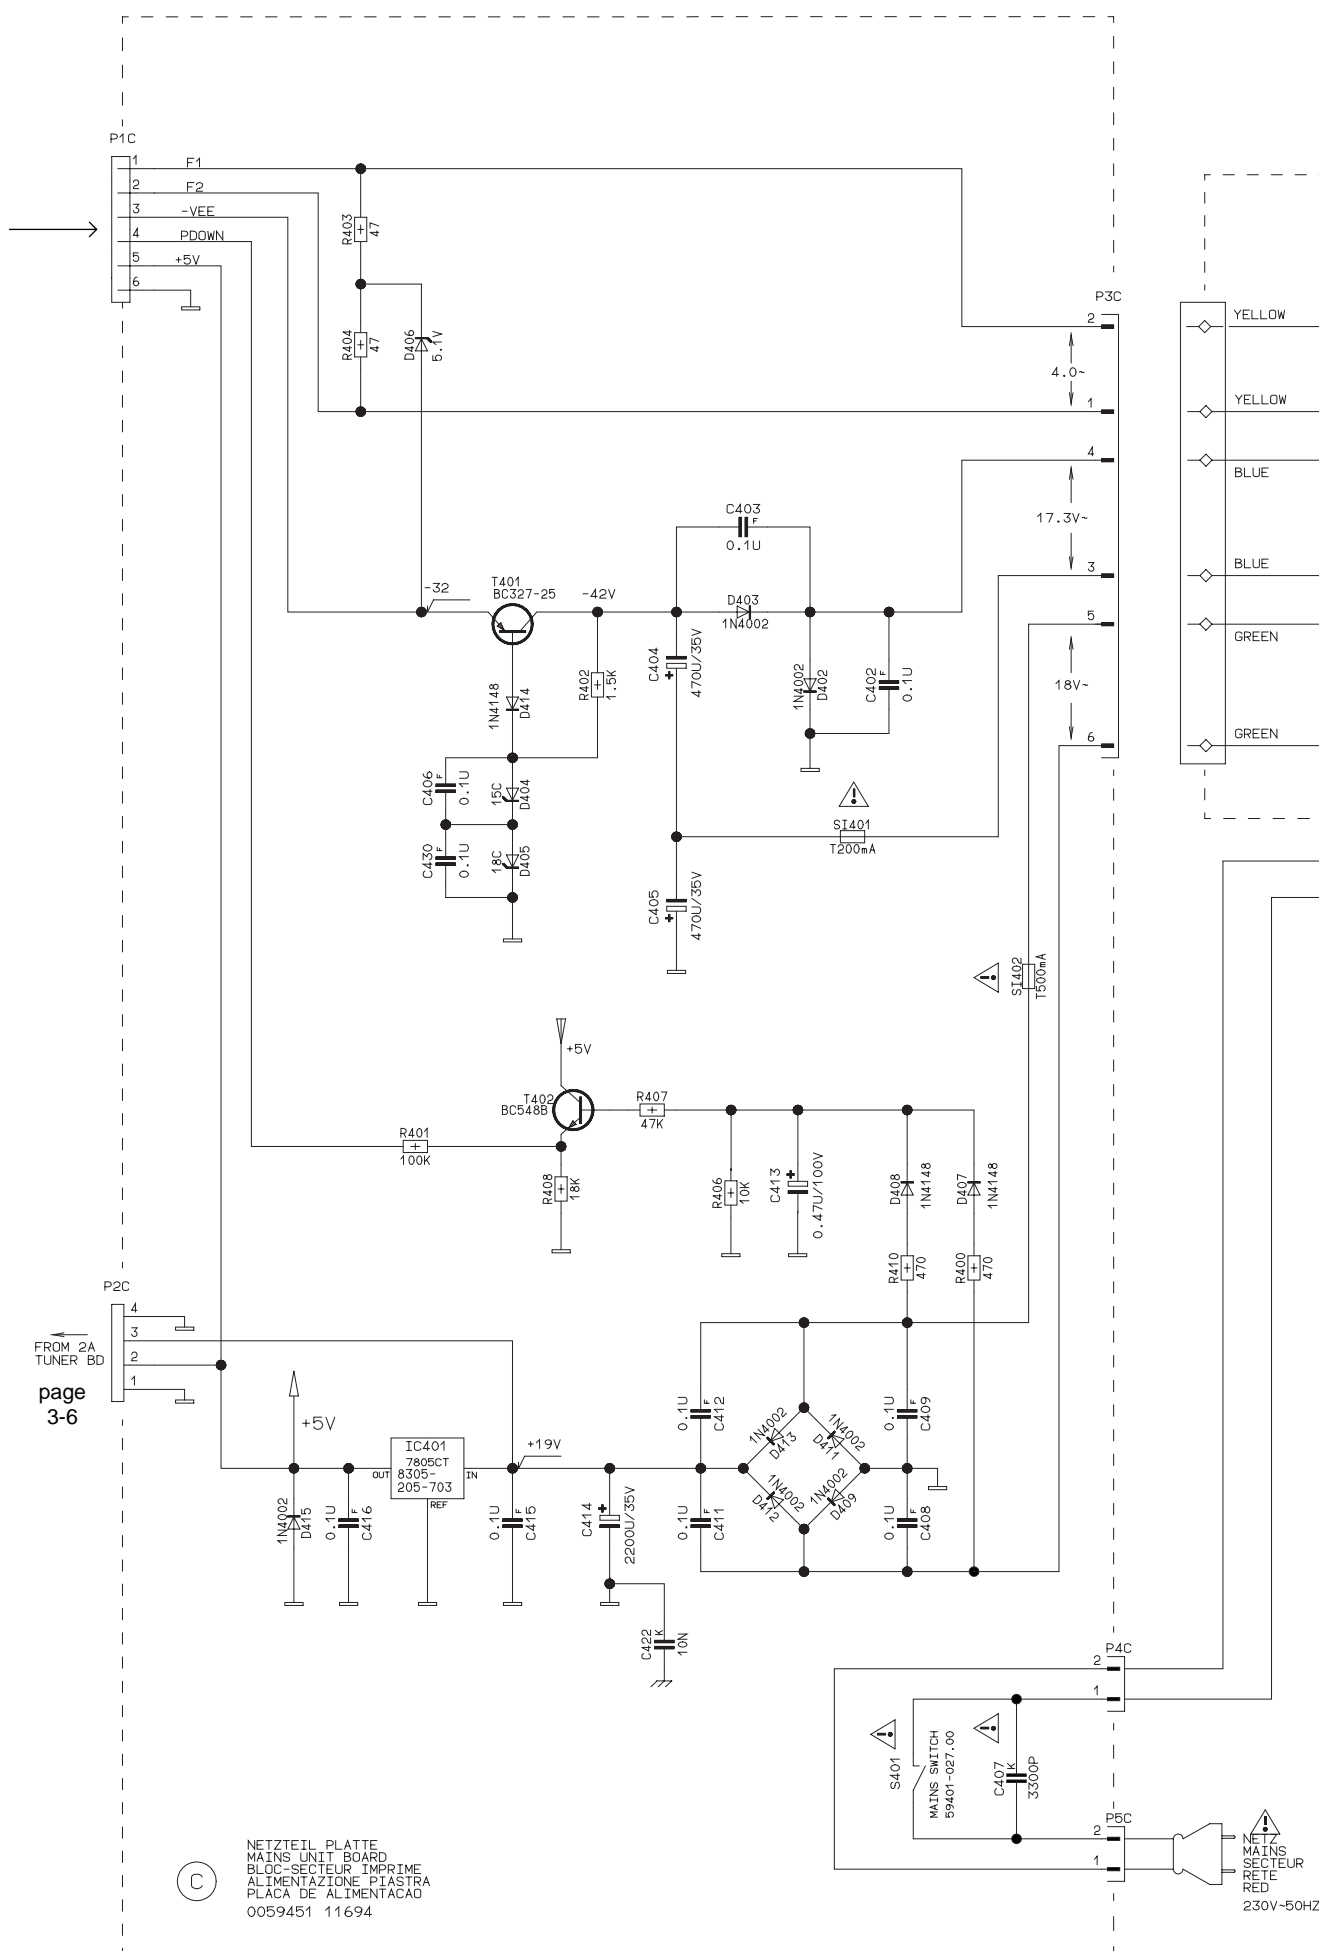 P1C
1 F1
2 F2
3 -VEE
4 PDOWN
5 +5V
6
R403
47
R404
47
D406
5.1V
P3C
2
4.0~
1
4
17.3V~
3
5
18V~
6
YELLOW
YELLOW
BLUE
BLUE
GREEN
GREEN
-32
T401
BC327-25
-42V
C403
F
0.1U
D403
1N4002
R402
1.5K
C404
470U/35V
1N4002
D402
C402
F
0.1U
1N4148
D414
C406
F
0.1U
15C
D404
C430
F
0.1U
18C
D405
C405
470U/35V
SI401
T200mA
SI402
T500mA
+5V
T402
BC548B
R407
47K
R401
100K
R408
18K
R406
10K
C413
0.47U/100V
D408
1N4148
D407
1N4148
R410
470
R400
470
P2C
4
3
2
1
FROM 2A
TUNER BD
page
3-6
+5V
IC401
7805CT
8305-
205-703
OUT
IN
REF
+19V
1N4002
D415
0.1U
F
C416
0.1U
F
C415
C414
2200U/35V
0.1U
F
C412
0.1U
F
C411
1N4002
D413
1N4002
D411
1N4002
D412
1N4002
D409
0.1U
F
C409
0.1U
F
C408
C422
K
10N
P4C
2
1
S401
MAINS SWITCH
59401-027.00
C407
K
3300P
P5C
2
1
NETZ
MAINS
SECTEUR
RETE
RED
230V~50HZ
C
NETZTEIL PLATTE
MAINS UNIT BOARD
BLOC-SECTEUR IMPRIME
ALIMENTAZIONE PIASTRA
PLACA DE ALIMENTACAO
0059451 11694